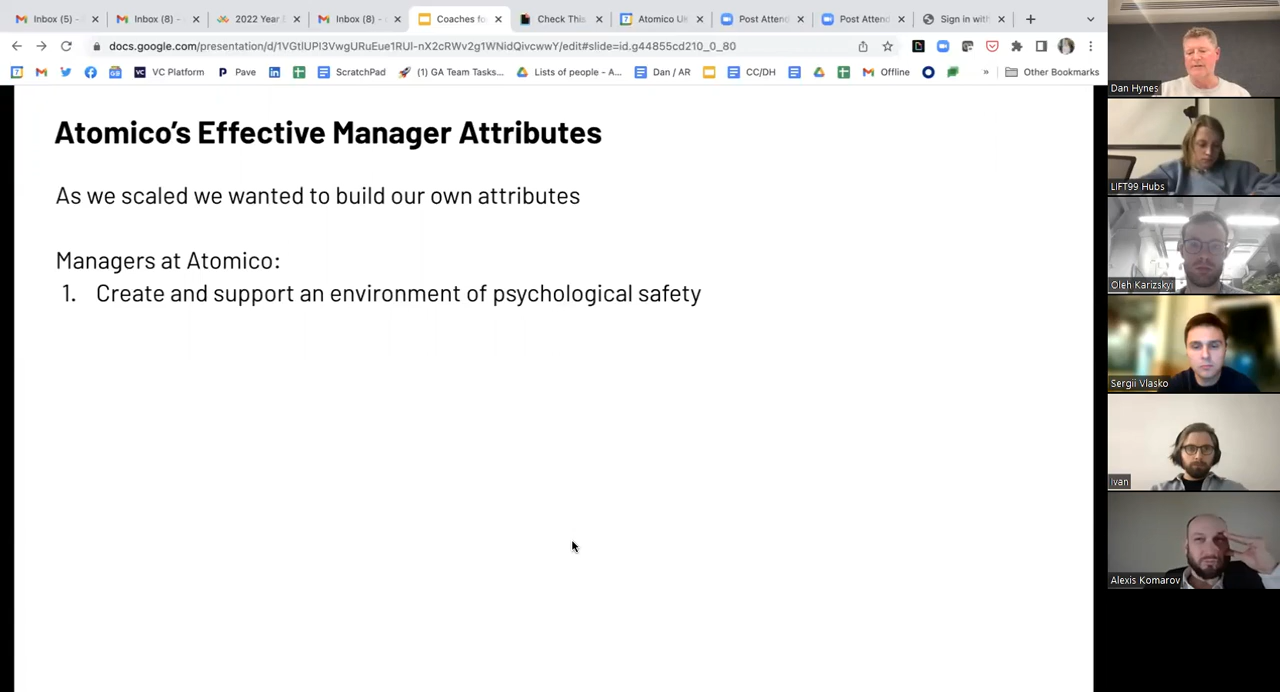 Inbox (5) -
Inbox (8) -
2022 Year
Inbox (8) -
Coaches fo
Check This
Atomico U
Post Attend
Post Attend
Sign in with
docs.google.com/presentation/d/1VGtlUPI3VwgURuEue1RUl-nX2cRWv2g1WNidQivcwwY/edit#slide=id.g44855cd210_0_80
VC Platform
Pave
ScratchPad
(1) GA Team Tasks...
Lists of people - A...
Dan / AR
CC/DH
Offline
»
Other Bookmarks
Atomico's Effective Manager Attributes
As we scaled we wanted to build our own attributes
Managers at Atomico:
1. Create and support an environment of psychological safety
Dan Hynes
LIFT99 Hubs
Oleh Karizskyi
Sergii Vlasko
Ivan
Alexis Komarov